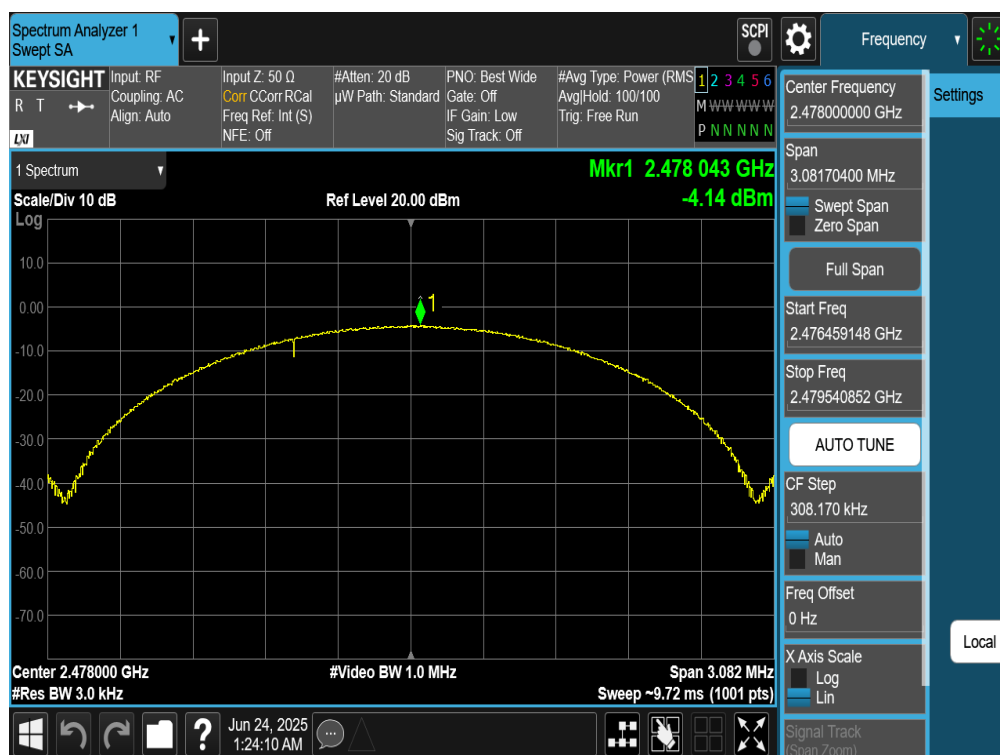 Spectrum Analyzer 1
Swept SA
+
SCPI
Frequency
KEYSIGHT
R T
LXI
Input: RF
Coupling: AC
Align: Auto
Input Z: 50 Ω
Corr CCorr RCal
Freq Ref: Int (S)
NFE: Off
#Atten: 20 dB
µW Path: Standard
PNO: Best Wide
Gate: Off
IF Gain: Low
Sig Track: Off
#Avg Type: Power (RMS
Avg|Hold: 100/100
Trig: Free Run
1 2 3 4 5 6
M W W W W W
P N N N N N
1 Spectrum
Mkr1 2.478 043 GHz
-4.14 dBm
Scale/Div 10 dB
Ref Level 20.00 dBm
Log
1
10.0
0.00
-10.0
-20.0
-30.0
-40.0
-50.0
-60.0
-70.0
Center 2.478000 GHz
#Video BW 1.0 MHz
Span 3.082 MHz
#Res BW 3.0 kHz
Sweep ~9.72 ms (1001 pts)
Center Frequency
2.478000000 GHz
Span
3.08170400 MHz
Swept Span
Zero Span
Full Span
Start Freq
2.476459148 GHz
Stop Freq
2.479540852 GHz
AUTO TUNE
CF Step
308.170 kHz
Auto
Man
Freq Offset
0 Hz
X Axis Scale
Log
Lin
Signal Track
(Span Zoom)
Settings
Local
?
Jun 24, 2025
1:24:10 AM